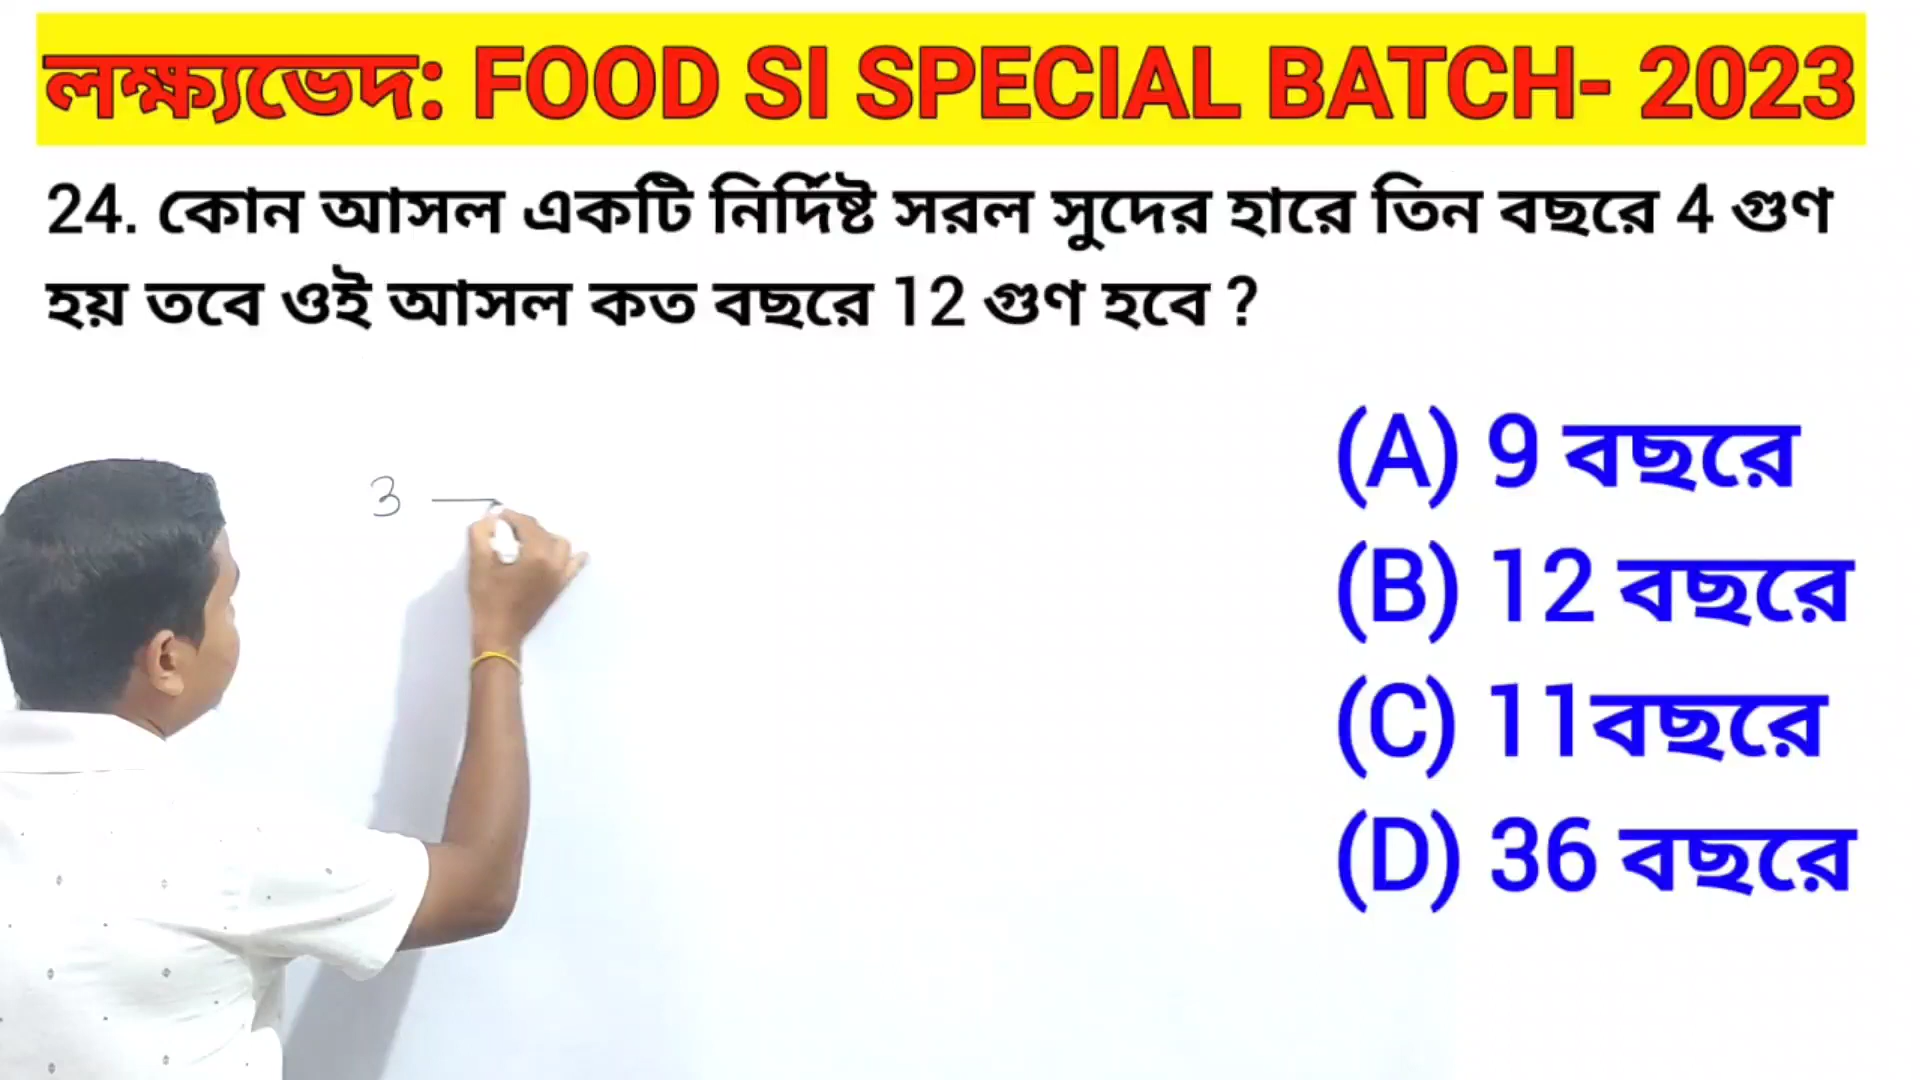 লক্ষ্যভেদ: FOOD SI SPECIAL BATCH- 2023
24. কোন আসল একটি নির্দিষ্ট সরল সুদের হারে তিন বছরে 4 গুণ
হয় তবে ওই আসল কত বছরে 12 গুণ হবে ?
3 —
(A) 9 বছরে
(B) 12 বছরে
(C) 11বছরে
(D) 36 বছরে